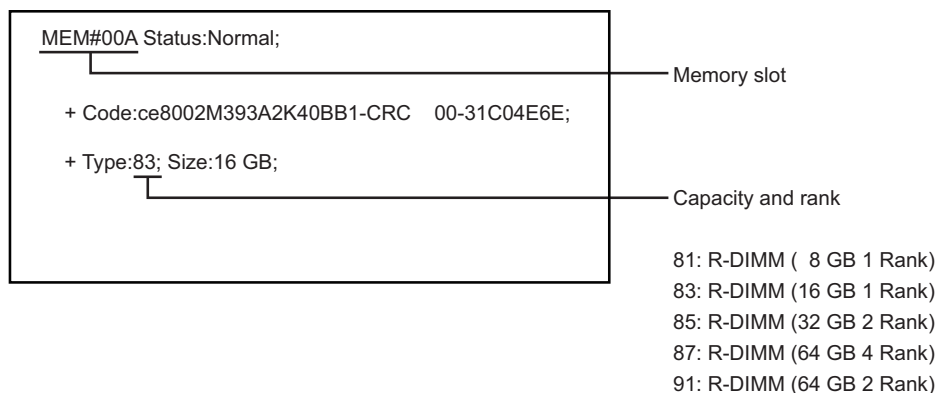 MEM#00A Status:Normal;
Memory slot
+ Code:ce8002M393A2K40BB1-CRC    00-31C04E6E;
+ Type:83; Size:16 GB;
Capacity and rank
81: R-DIMM (  8 GB 1 Rank)
83: R-DIMM (16 GB 1 Rank)
85: R-DIMM (32 GB 2 Rank)
87: R-DIMM (64 GB 4 Rank)
91: R-DIMM (64 GB 2 Rank)